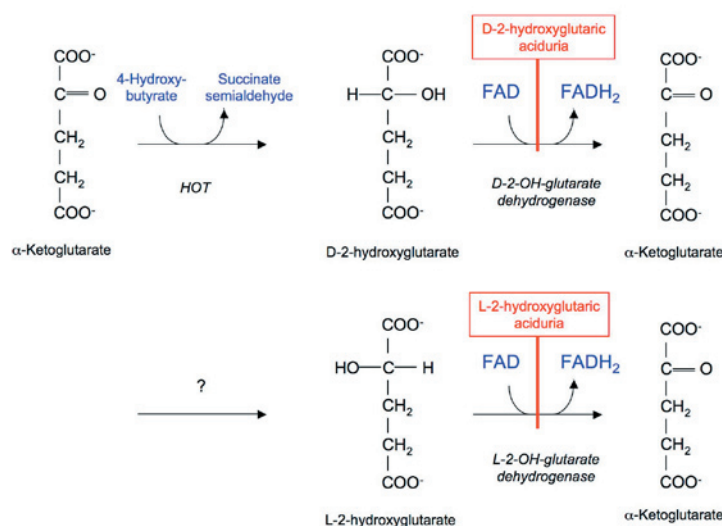 D-2-hydroxyglutaric
aciduria
COO⁻
C=O
CH₂
CH₂
COO⁻
α-Ketoglutarate
4-Hydroxy-
butyrate
Succinate
semialdehyde
HOT
COO⁻
H—C—OH
CH₂
CH₂
COO⁻
D-2-hydroxyglutarate
FAD
FADH₂
D-2-OH-glutarate
dehydrogenase
COO⁻
C=O
CH₂
CH₂
COO⁻
α-Ketoglutarate
L-2-hydroxyglutaric
aciduria
?
COO⁻
HO—C—H
CH₂
CH₂
COO⁻
L-2-hydroxyglutarate
FAD
FADH₂
L-2-OH-glutarate
dehydrogenase
COO⁻
C=O
CH₂
CH₂
COO⁻
α-Ketoglutarate